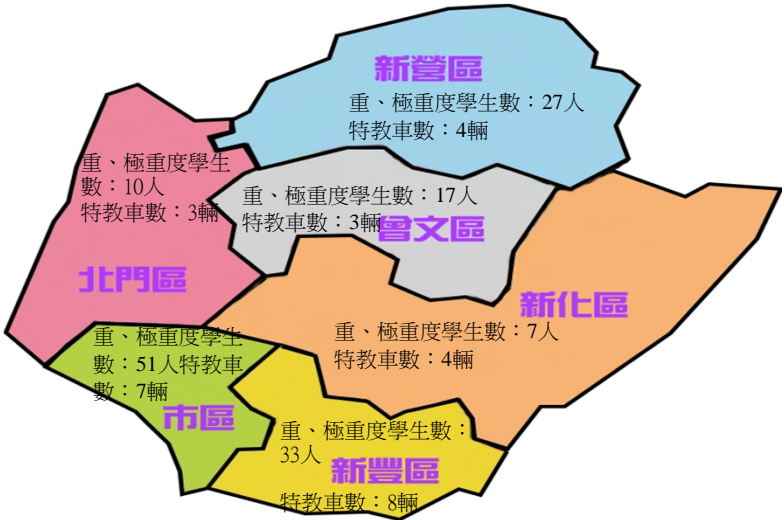 新營區
重、極重度學生數：27人
特教車數：4輛
重、極重度學生
數：10人
特教車數：3輛
北門區
重、極重度學生數：17人
特教車數：3輛
曾文區
新化區
重、極重度學生數：7人
特教車數：4輛
重、極重度學生
數：51人特教車
數：7輛
市區
重、極重度學生數：
33人
新豐區
特教車數：8輛